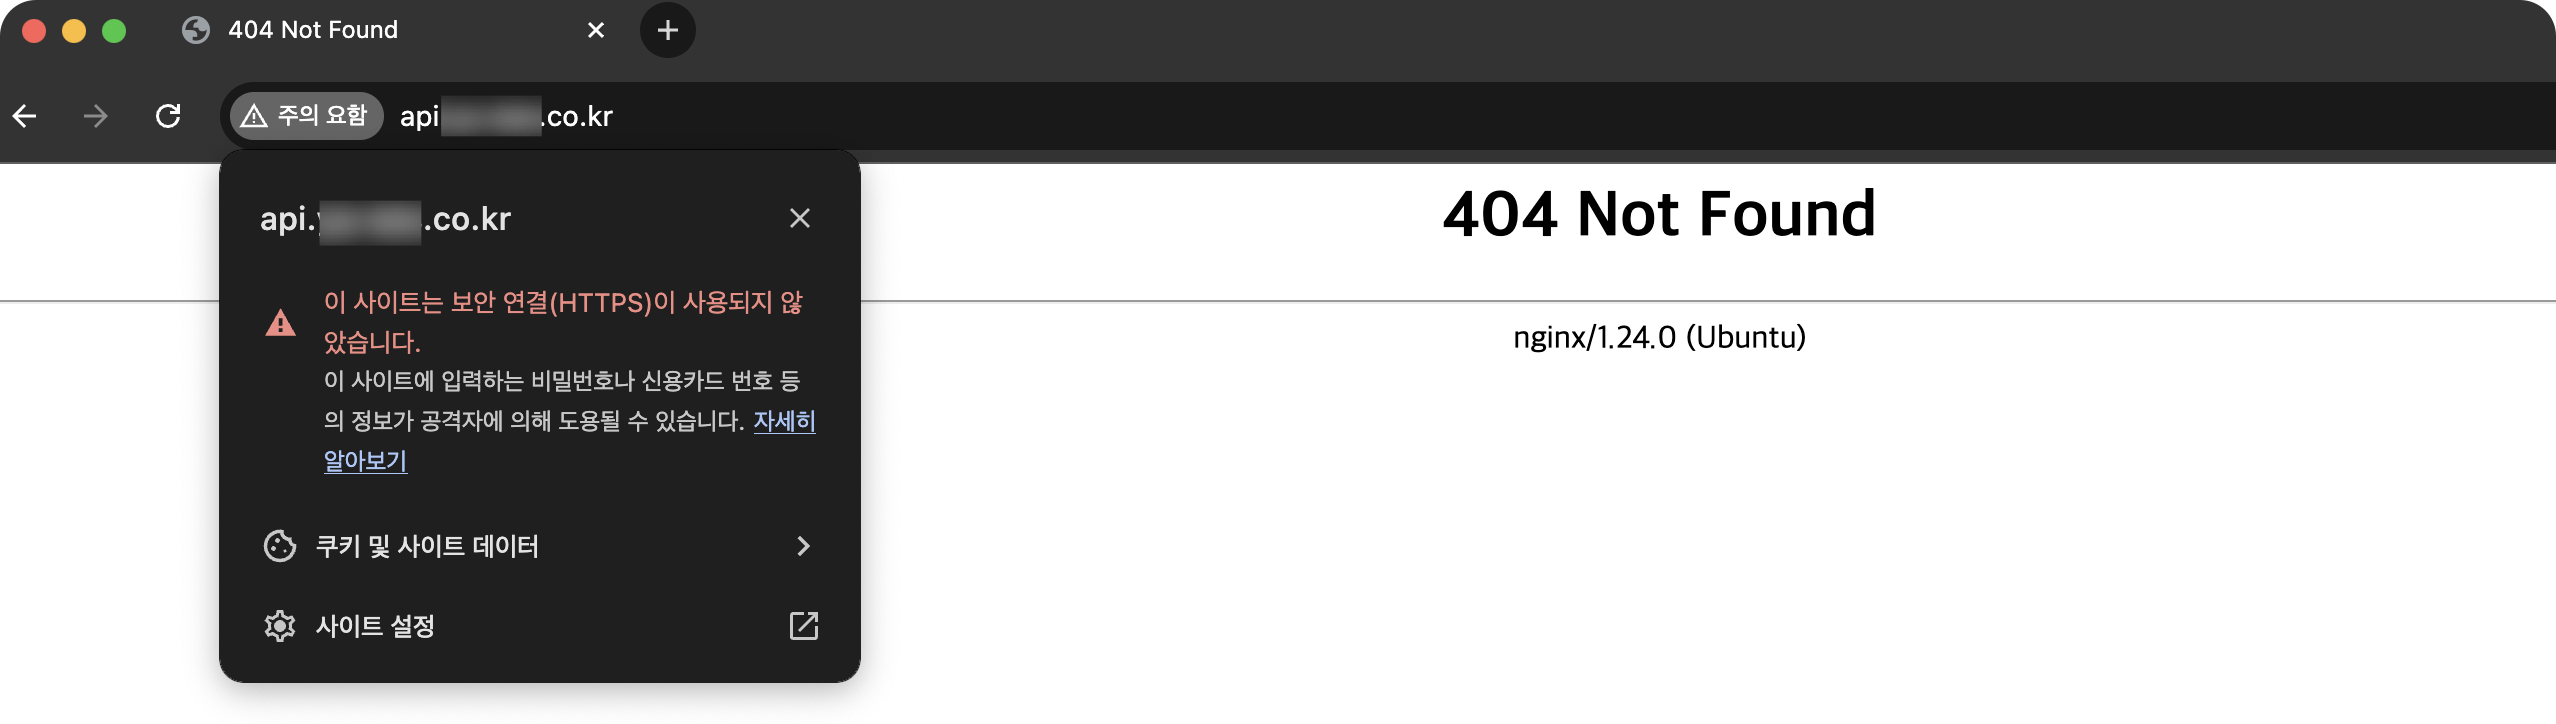 404 Not Found
주의 요함
api .co.kr
api. .co.kr
이 사이트는 보안 연결(HTTPS)이 사용되지 않
았습니다.
이 사이트에 입력하는 비밀번호나 신용카드 번호 등
의 정보가 공격자에 의해 도용될 수 있습니다. 자세히
알아보기
쿠키 및 사이트 데이터
사이트 설정
404 Not Found
nginx/1.24.0 (Ubuntu)